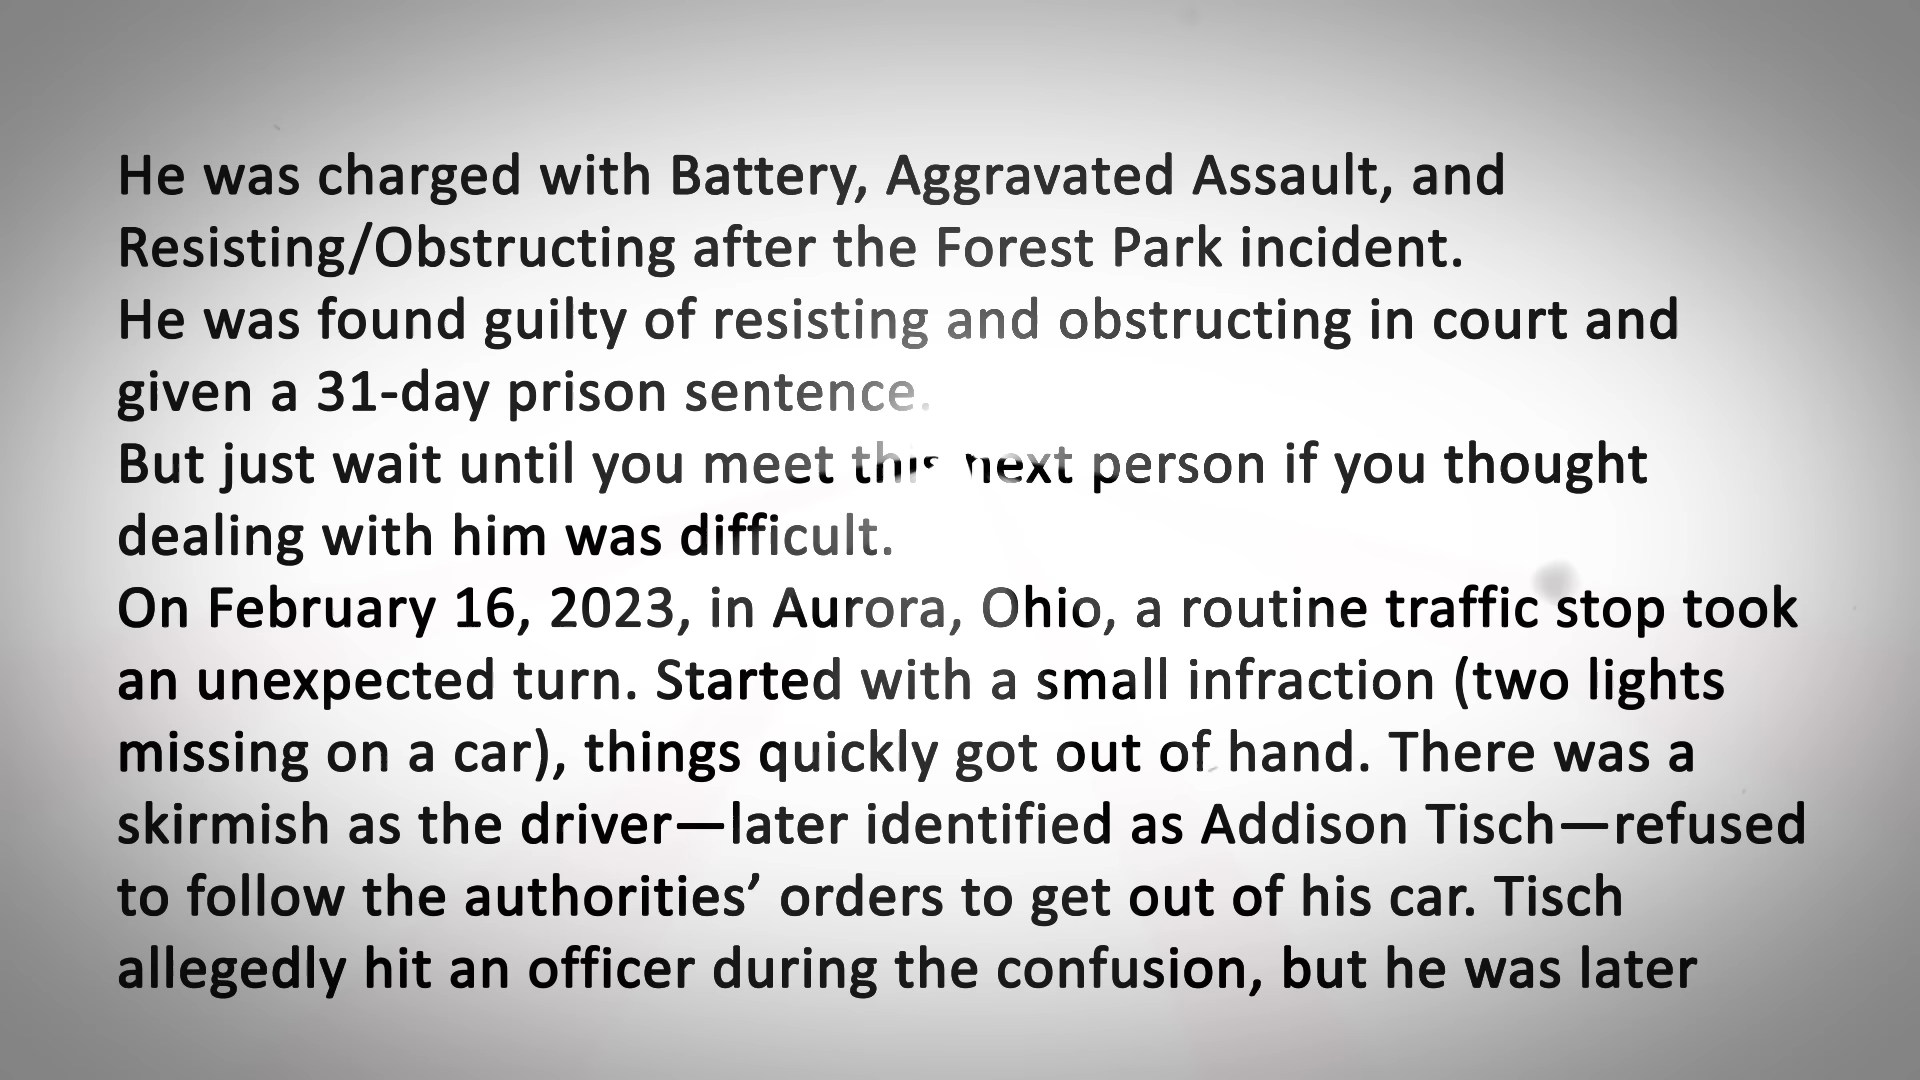 He was charged with Battery, Aggravated Assault, and
Resisting/Obstructing after the Forest Park incident.
He was found guilty of resisting and obstructing in court and
given a 31-day prison sentence.
But just wait until you meet this next person if you thought
dealing with him was difficult.
On February 16, 2023, in Aurora, Ohio, a routine traffic stop took
an unexpected turn. Started with a small infraction (two lights
missing on a car), things quickly got out of hand. There was a
skirmish as the driver—later identified as Addison Tisch—refused
to follow the authorities’ orders to get out of his car. Tisch
allegedly hit an officer during the confusion, but he was later